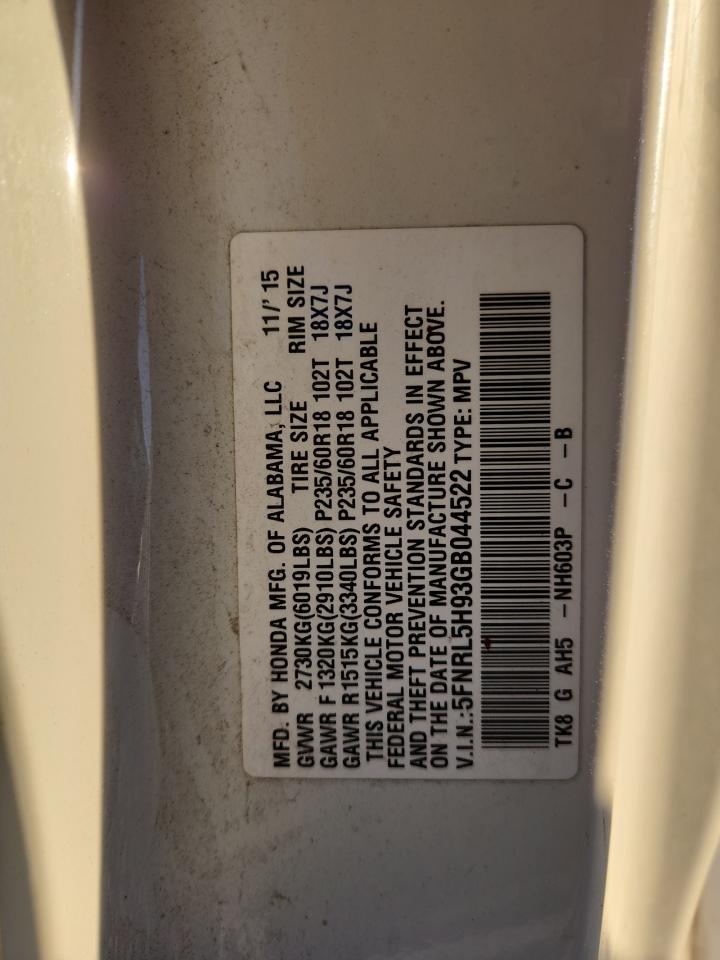 MFD. BY HONDA MFG. OF ALABAMA, LLC 11/'15
GVWR 2730KG(6019LBS) TIRE SIZE RIM SIZE
GAWR F 1320KG(2910LBS) P235/60R18 102T 18X7J
GAWR R 1515KG(3340LBS) P235/60R18 102T 18X7J
THIS VEHICLE CONFORMS TO ALL APPLICABLE
FEDERAL MOTOR VEHICLE SAFETY
AND THEFT PREVENTION STANDARDS IN EFFECT
ON THE DATE OF MANUFACTURE SHOWN ABOVE.
V.I.N.:5FNRL5H93GB044522 TYPE: MPV
TK8 G AH5 -NH603P -C -B